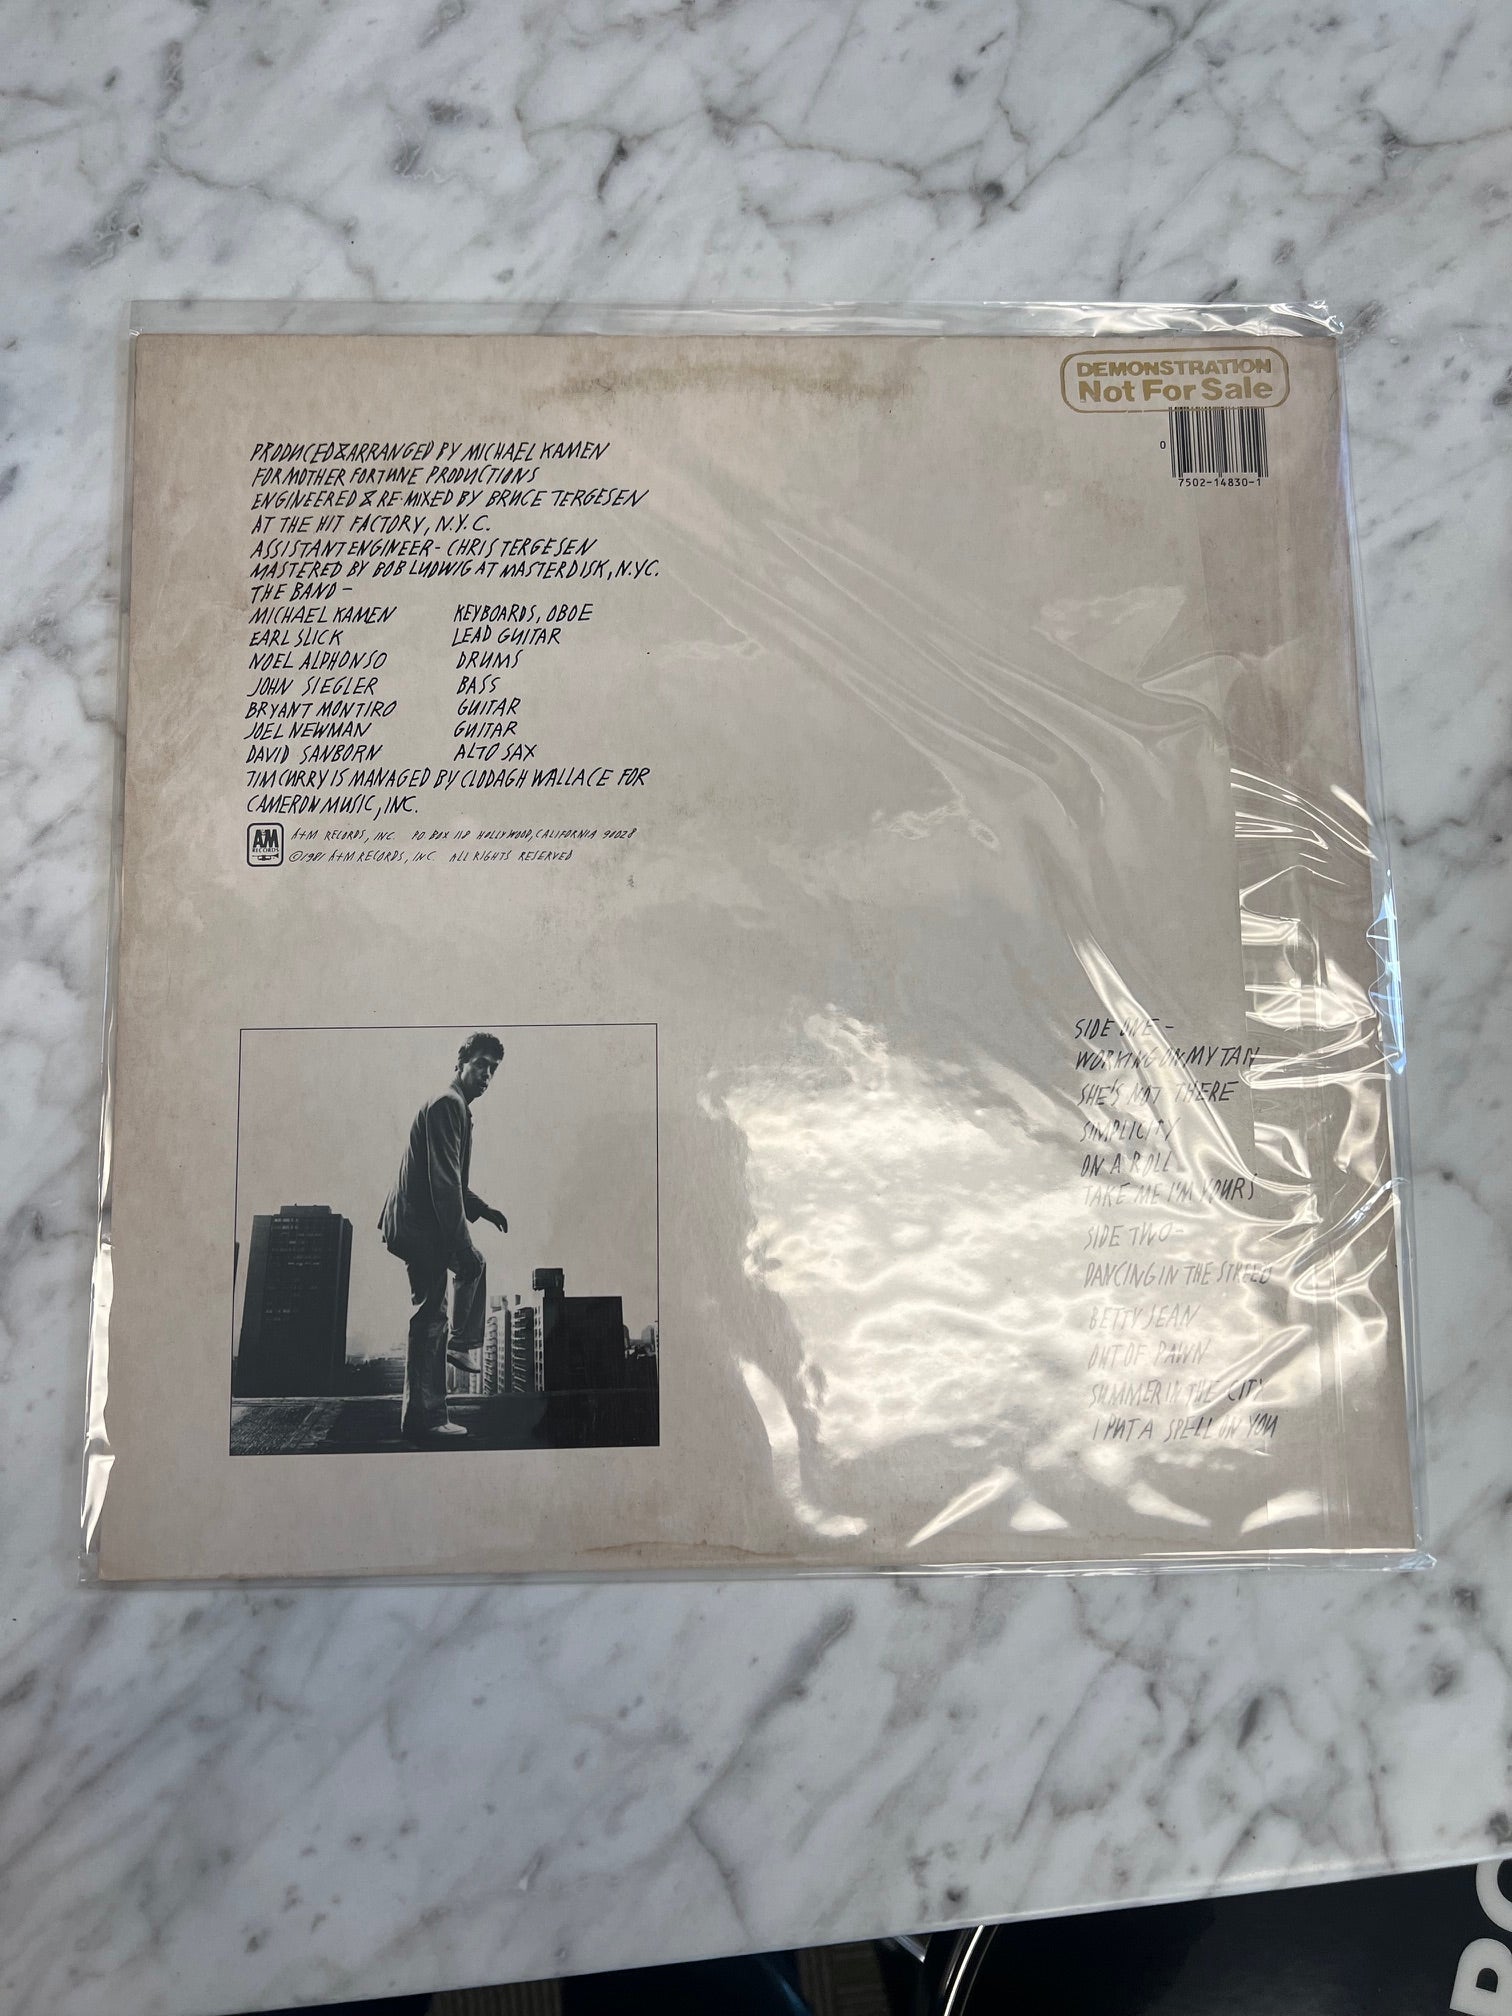 DEMONSTRATION
Not For Sale
0
7502-14830-1
PRODUCED & ARRANGED BY MICHAEL KAMEN
FOR MOTHER FORTUNE PRODUCTIONS
ENGINEERED & RE-MIXED BY BRUCE TERGESEN
AT THE HIT FACTORY, N.Y.C.
ASSISTANT ENGINEER- CHRIS TERGESEN
MASTERED BY BOB LUDWIG AT MASTERDISK, N.Y.C.
THE BAND -
MICHAEL KAMEN KEYBOARDS, OBOE
EARL SLICK LEAD GUITAR
NOEL ALPHONSO DRUMS
JOHN SIEGLER BASS
BRYANT MONTIRO GUITAR
JOEL NEWMAN GUITAR
DAVID SANBORN ALTO SAX
TIM CURRY IS MANAGED BY CLODAGH WALLACE FOR
CAMERON MUSIC, INC.
A&M
RECORDS
A+M RECORDS, INC. P.O. BOX 118 HOLLYWOOD, CALIFORNIA 90028
©1981 A+M RECORDS, INC. ALL RIGHTS RESERVED
SIDE ONE -
WORKING ON MY TAN
SHE'S NOT THERE
SIMPLICITY
ON A ROLL
TAKE ME I'M YOURS
SIDE TWO -
DANCING IN THE STREED
BETTY JEAN
OUT OF PAWN
SUMMER IN THE CITY
I PUT A SPELL ON YOU